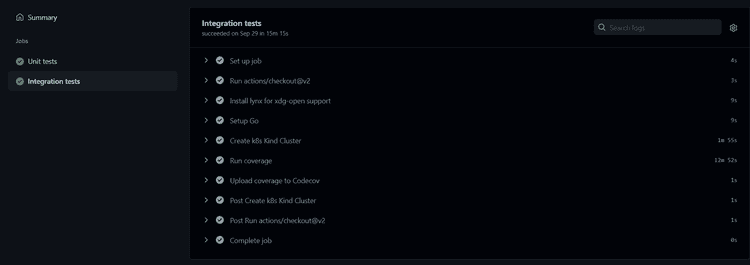 Summary
Jobs
Unit tests
Integration tests
Integration tests
succeeded on Sep 29 in 15m 15s
Search logs
Set up job 4s
Run actions/checkout@v2 3s
Install lynx for xdg-open support 9s
Setup Go 9s
Create k8s Kind Cluster 1m 55s
Run coverage 12m 52s
Upload coverage to Codecov 1s
Post Create k8s Kind Cluster 1s
Post Run actions/checkout@v2 1s
Complete job 0s